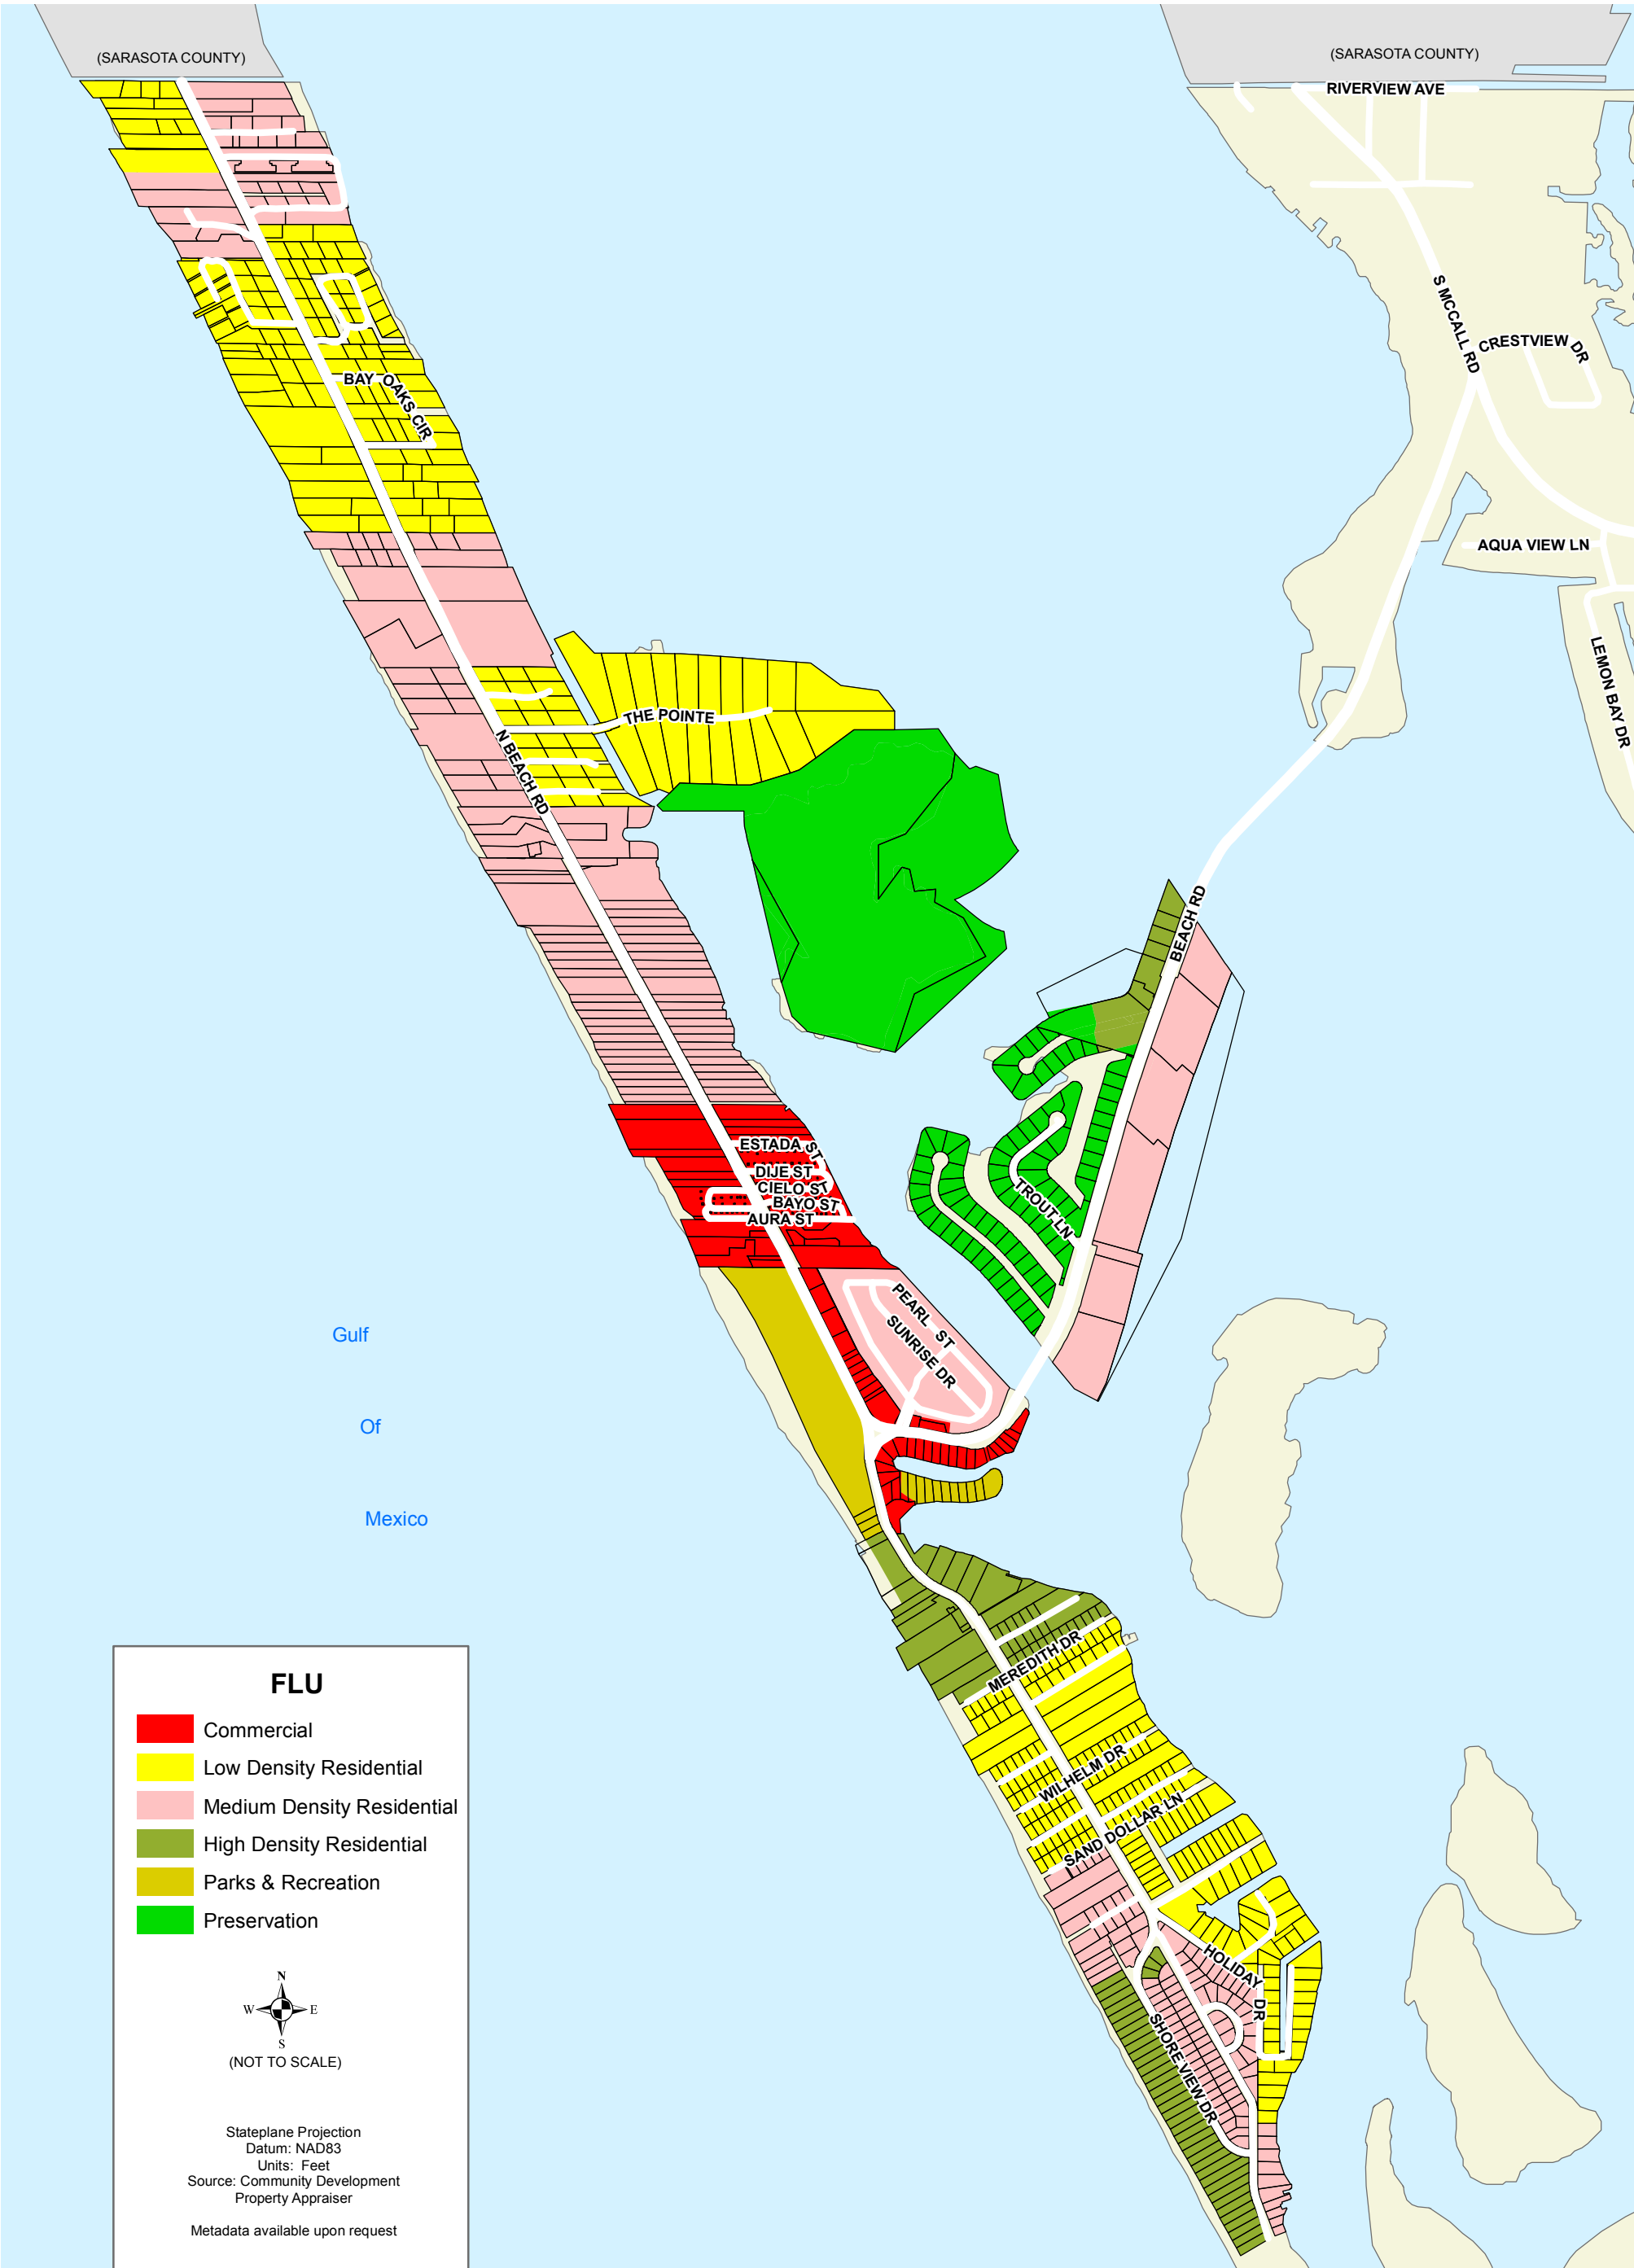 (SARASOTA COUNTY)
(SARASOTA COUNTY)
RIVERVIEW AVE
S MCCALL RD
CRESTVIEW DR
BAY OAKS CIR
AQUA VIEW LN
LEMON BAY DR
THE POINTE
N BEACH RD
BEACH RD
ESTADA ST
DIJE ST
CIELO ST
BAYO ST
AURA ST
TROUT LN
PEARL ST
SUNRISE DR
Gulf
Of
Mexico
MEREDITH DR
WILHELM DR
SAND DOLLAR LN
HOLIDAY DR
SHORE VIEW DR
FLU
Commercial
Low Density Residential
Medium Density Residential
High Density Residential
Parks & Recreation
Preservation
N
W E
S
(NOT TO SCALE)
Stateplane Projection
Datum: NAD83
Units: Feet
Source: Community Development
Property Appraiser
Metadata available upon request